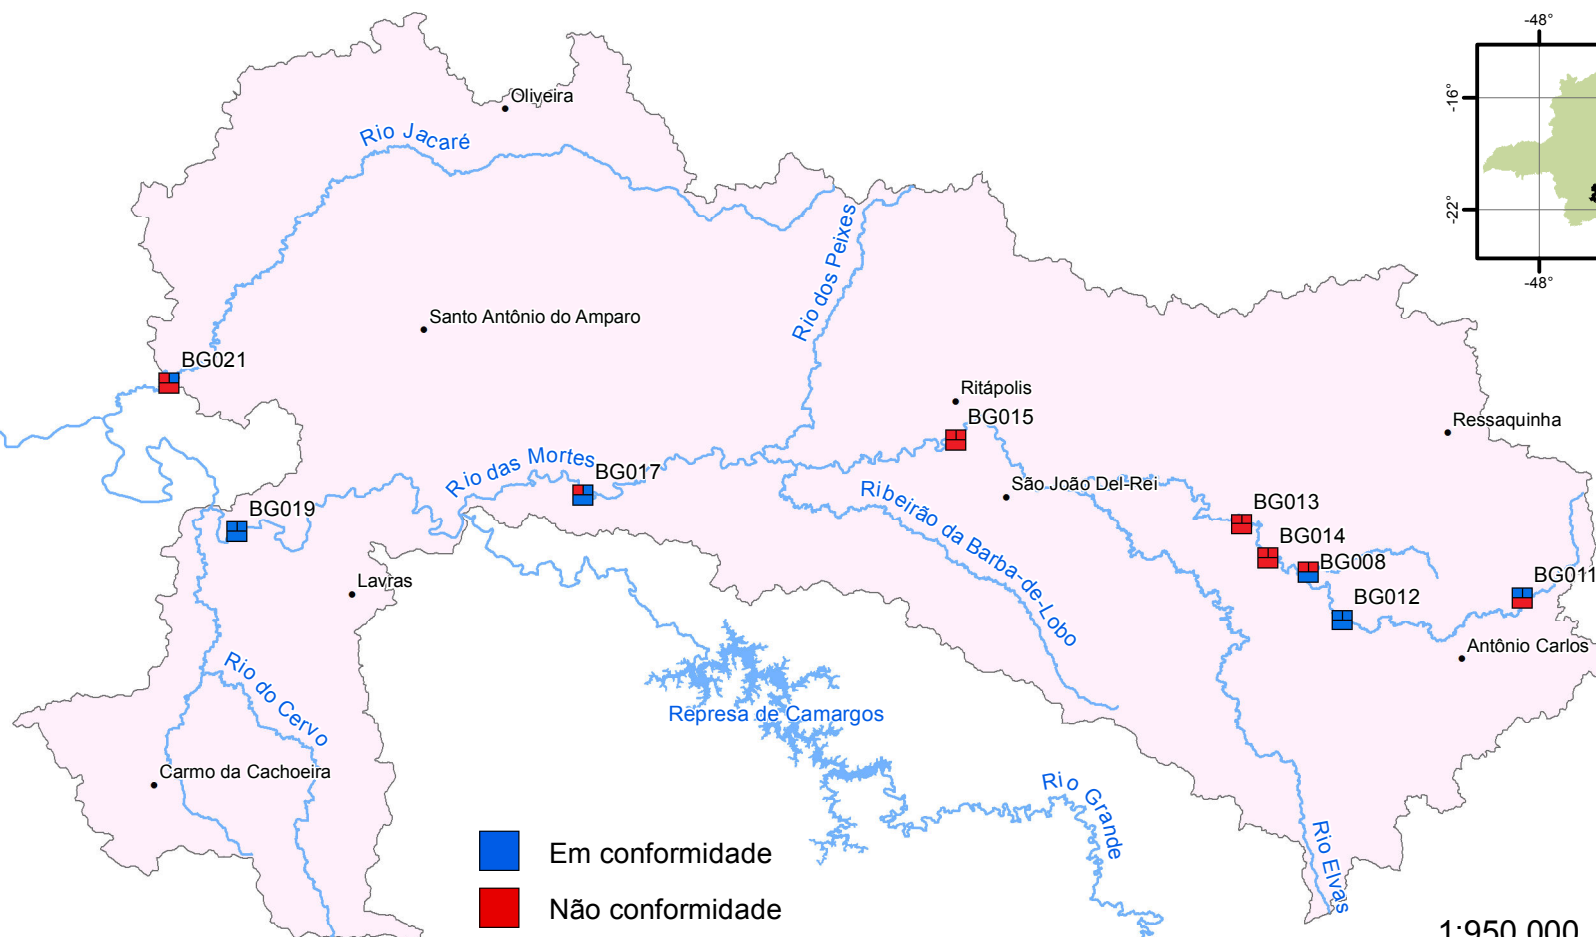 -48°
Oliveira
-16°
Rio Jacaré
-22°
Rio dos Peixes
-48°
Santo Antônio do Amparo
BG021
Ritápolis
BG015
Ressaquinha
Rio das Mortes
BG017
São João Del-Rei
Ribeirão da Barba-de-Lobo
BG019
BG013
BG014
BG008
BG011
Lavras
BG012
Antônio Carlos
Rio do Cervo
Represa de Camargos
Carmo da Cachoeira
Rio Grande
Rio Elvas
Em conformidade
Não conformidade
1:950.000